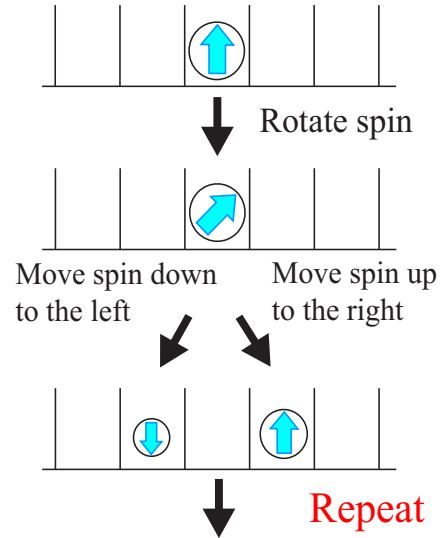 Rotate spin
Move spin down
to the left
Move spin up
to the right
Repeat